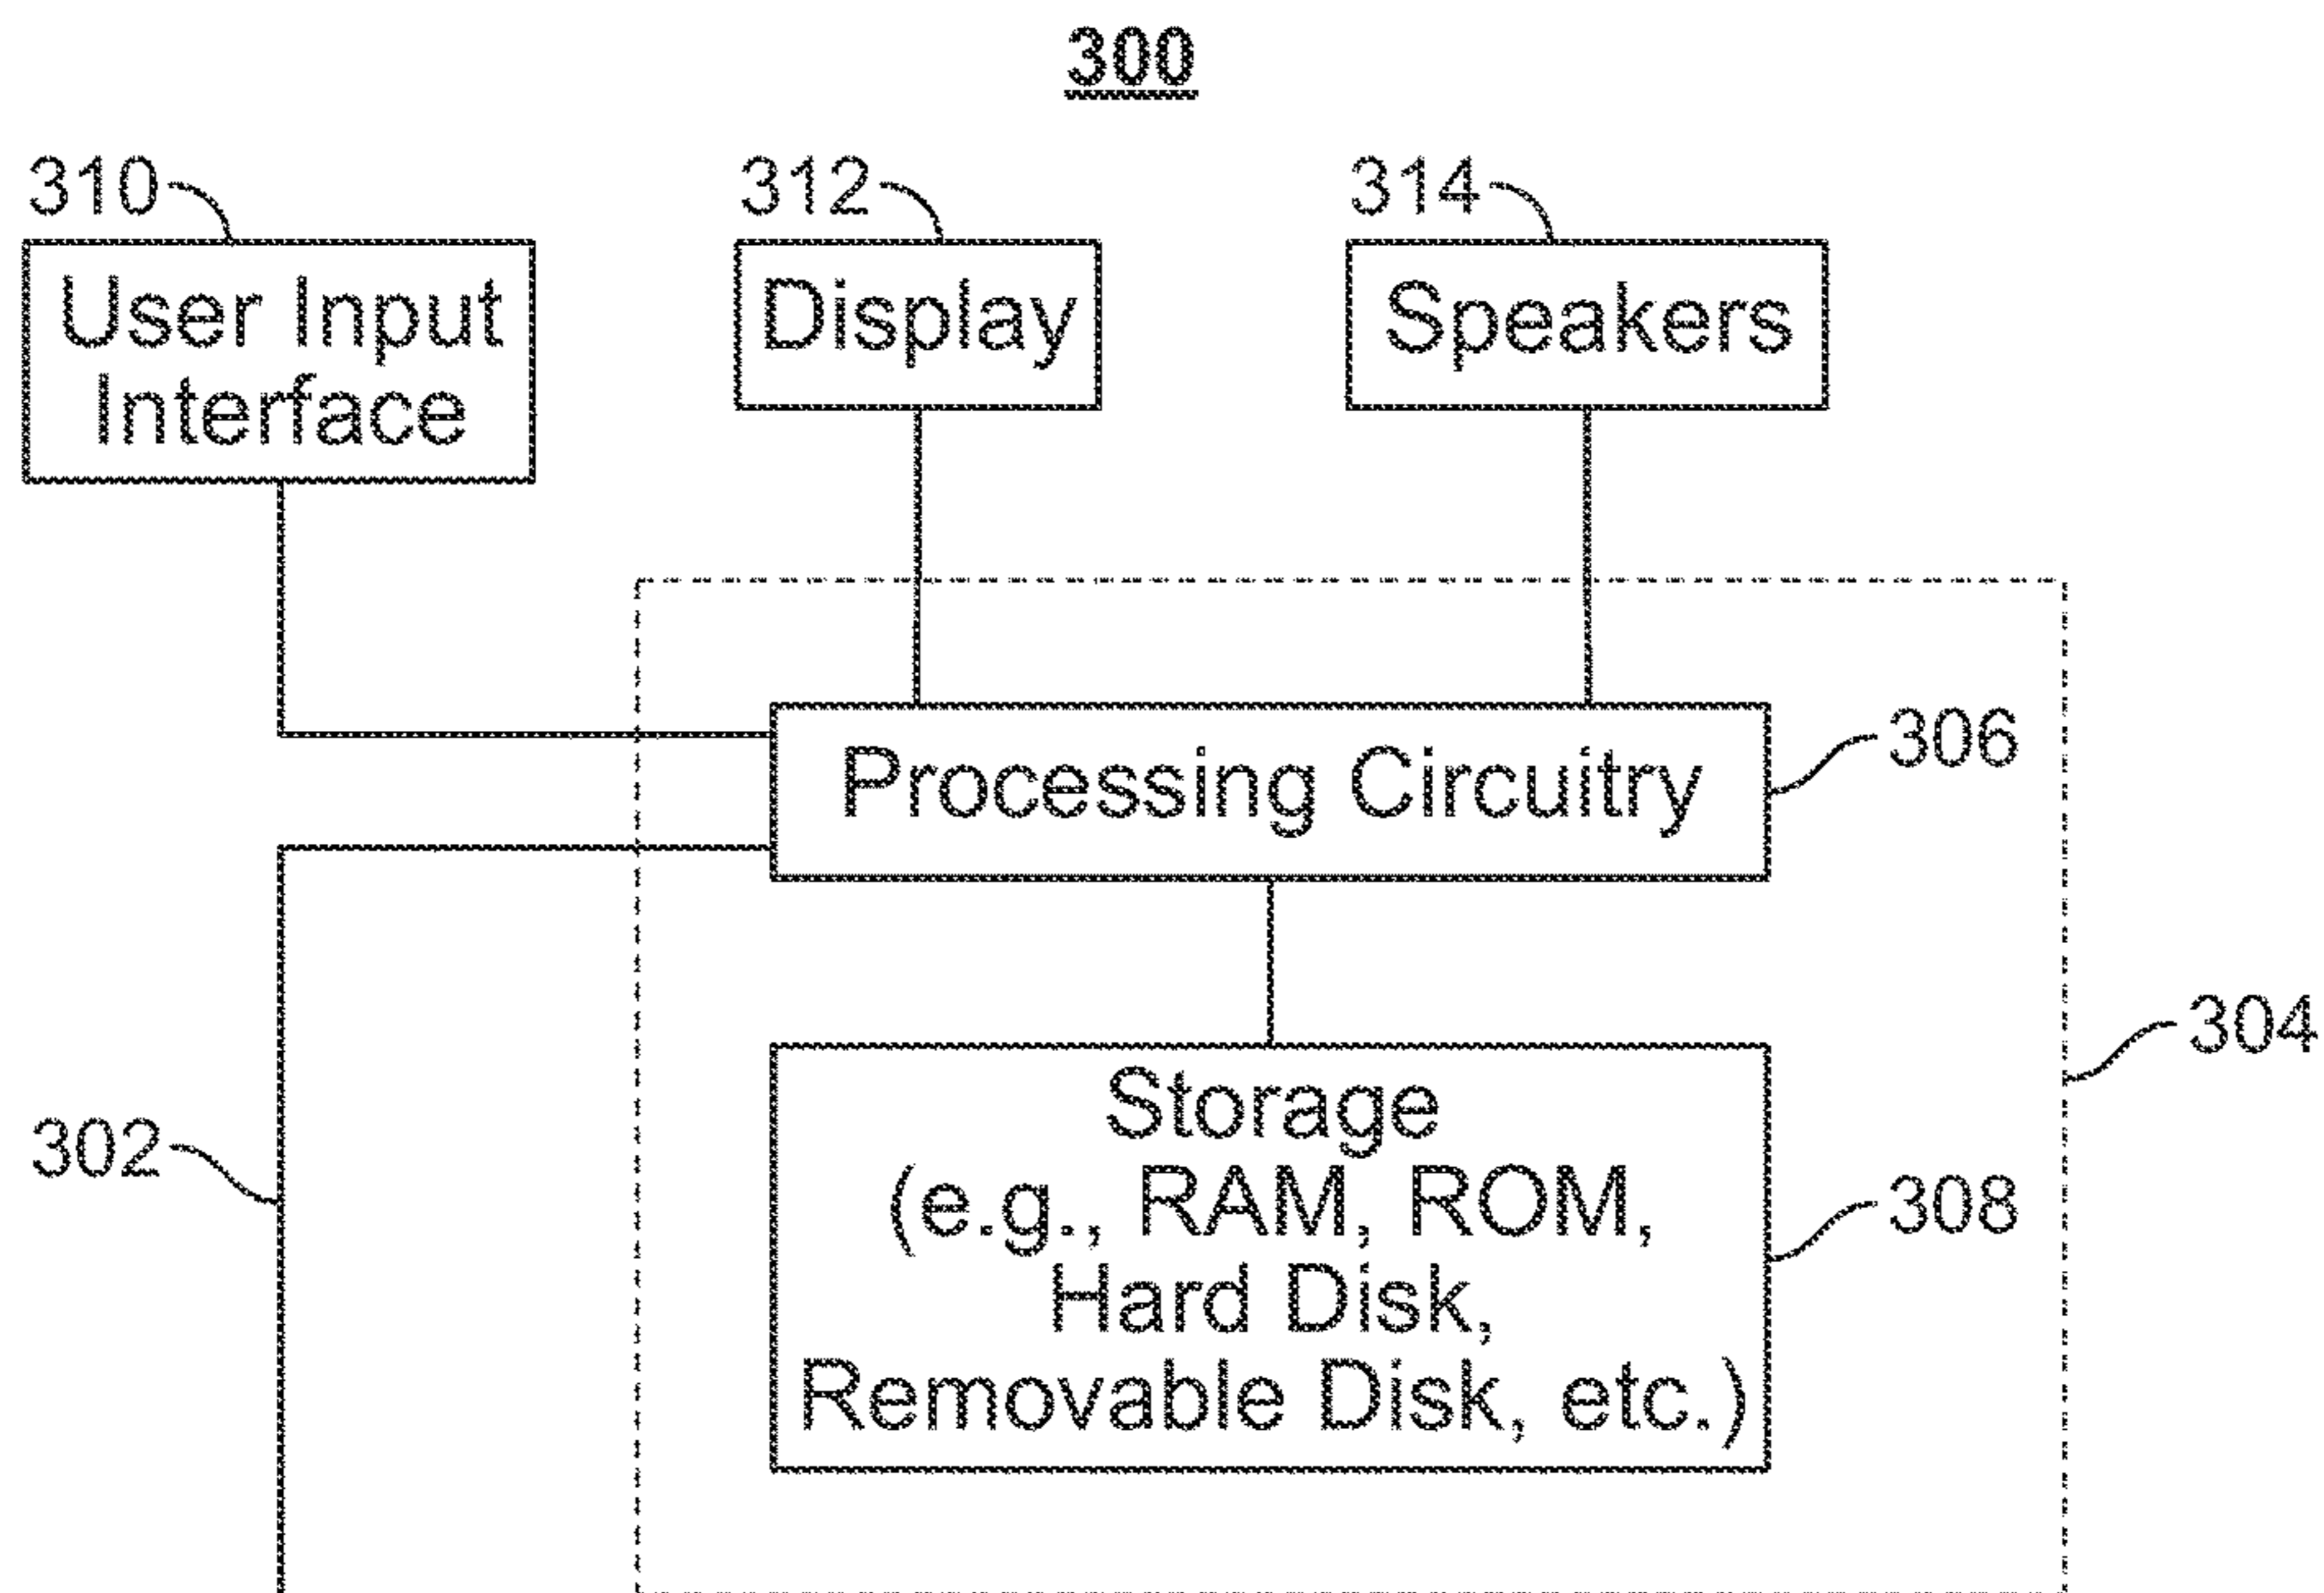 300
310
312
314
User Input
Interface
Display
Speakers
Processing Circuitry
306
304
302
Storage
(e.g., RAM, ROM,
Hard Disk,
Removable Disk, etc.)
308